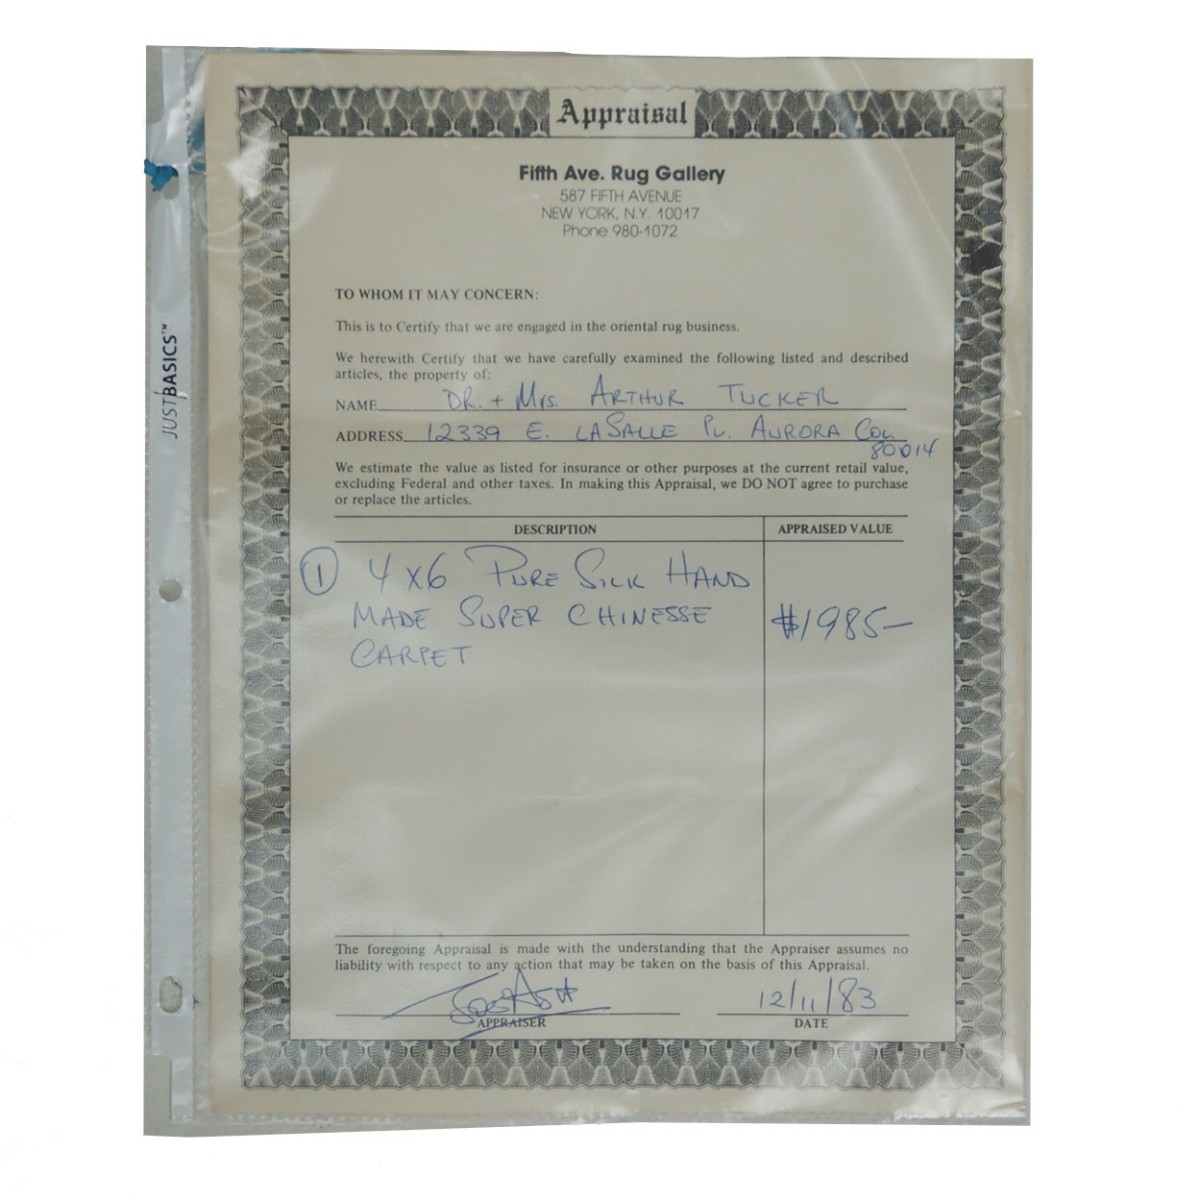 Appraisal
Fifth Ave. Rug Gallery
587 FIFTH AVENUE
NEW YORK, N.Y. 10017
Phone 980-1072
JUSTBASICS™
TO WHOM IT MAY CONCERN:
This is to Certify that we are engaged in the oriental rug business.
We herewith Certify that we have carefully examined the following listed and described
articles, the property of:
NAME DR. + Mrs. ARTHUR TUCKER
ADDRESS 12339 E. LASALLE PL. AURORA COL.
80014
We estimate the value as listed for insurance or other purposes at the current retail value,
excluding Federal and other taxes. In making this Appraisal, we DO NOT agree to purchase
or replace the articles.
DESCRIPTION APPRAISED VALUE
① 4 x 6 PURE SILK HAND
MADE SUPER CHINESSE $1985–
CARPET
The foregoing Appraisal is made with the understanding that the Appraiser assumes no
liability with respect to any action that may be taken on the basis of this Appraisal.
12/11/83
APPRAISER DATE